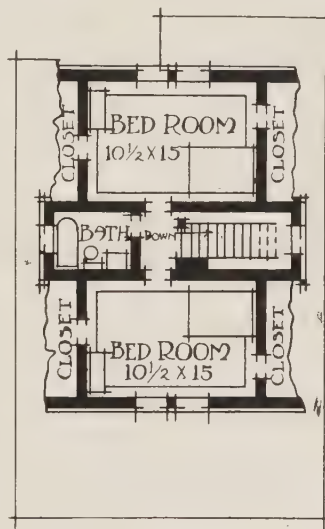 BED ROOM
10½ X 15
CLOSET
CLOSET
BATH
DOWN
BED ROOM
10½ X 15
CLOSET
CLOSET